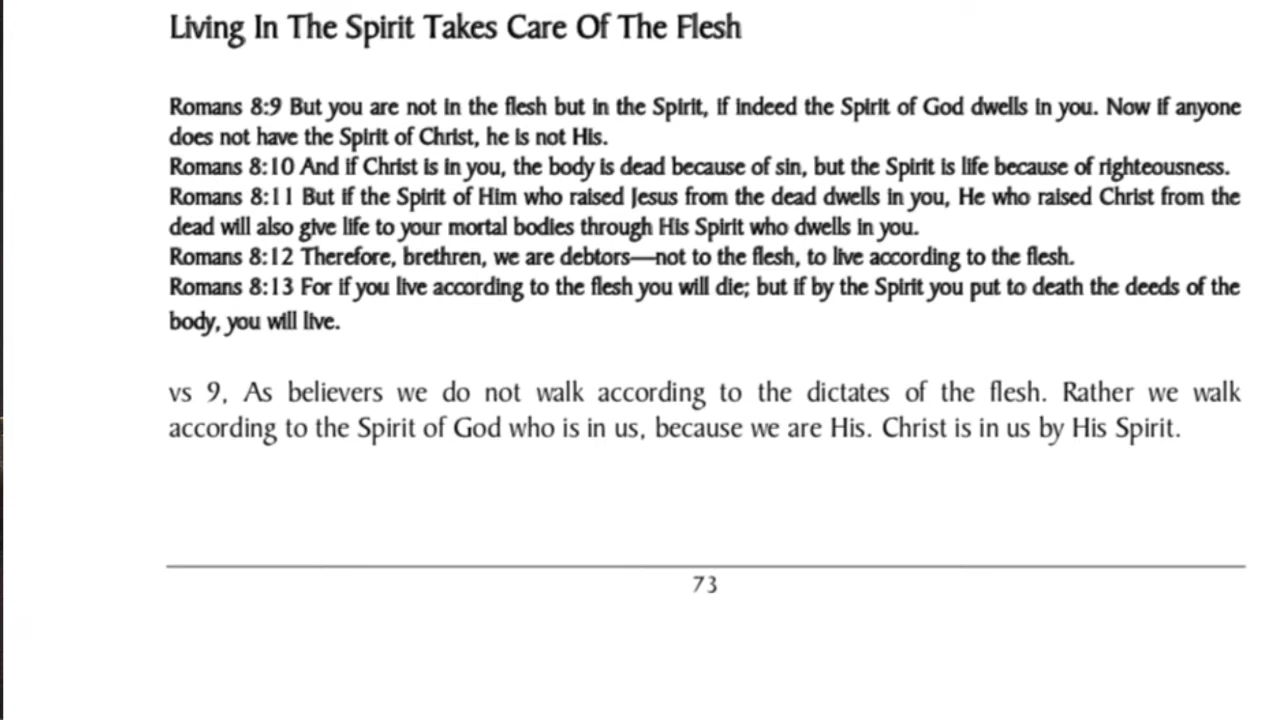 Living In The Spirit Takes Care Of The Flesh
Romans 8:9 But you are not in the flesh but in the Spirit, if indeed the Spirit of God dwells in you. Now if anyone
does not have the Spirit of Christ, he is not His.
Romans 8:10 And if Christ is in you, the body is dead because of sin, but the Spirit is life because of righteousness.
Romans 8:11 But if the Spirit of Him who raised Jesus from the dead dwells in you, He who raised Christ from the
dead will also give life to your mortal bodies through His Spirit who dwells in you.
Romans 8:12 Therefore, brethren, we are debtors—not to the flesh, to live according to the flesh.
Romans 8:13 For if you live according to the flesh you will die; but if by the Spirit you put to death the deeds of the
body, you will live.
vs 9, As believers we do not walk according to the dictates of the flesh. Rather we walk
according to the Spirit of God who is in us, because we are His. Christ is in us by His Spirit.
73